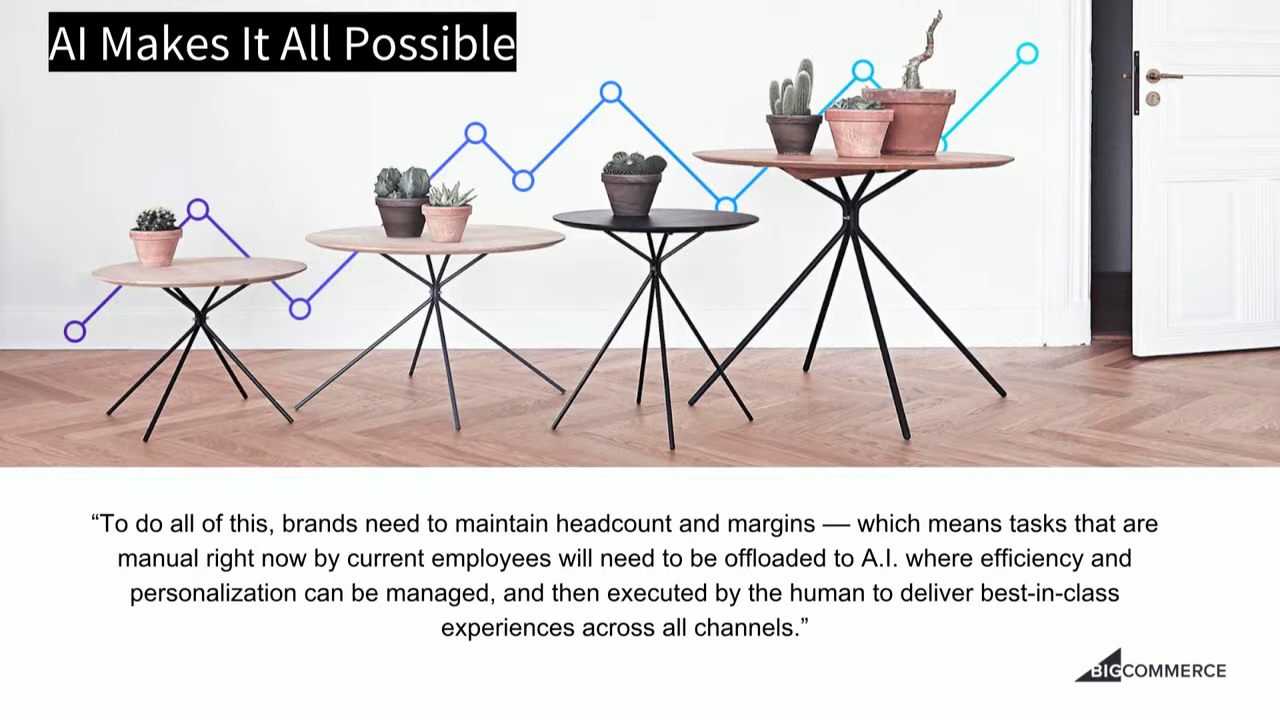 AI Makes It All Possible
“To do all of this, brands need to maintain headcount and margins — which means tasks that are
manual right now by current employees will need to be offloaded to A.I. where efficiency and
personalization can be managed, and then executed by the human to deliver best-in-class
experiences across all channels.”
BIGCOMMERCE